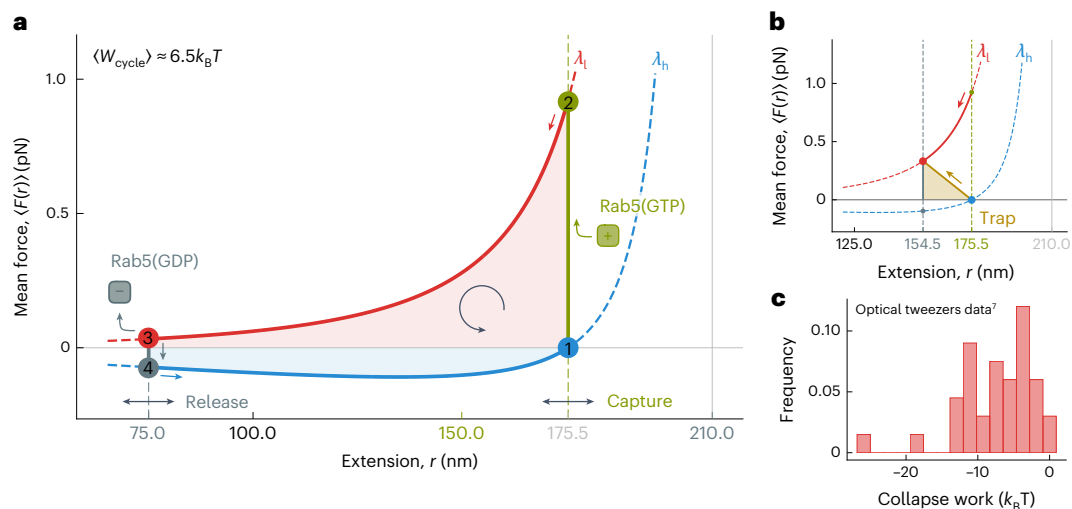 a
⟨W_cycle⟩ ≈ 6.5k_BT
Mean force, ⟨F(r)⟩ (pN)
1.0
0.5
0
λ_l
λ_h
2
Rab5(GTP)
+
Rab5(GDP)
−
3
4
1
Release
Capture
75.0
100.0
150.0
175.5
210.0
Extension, r (nm)
b
Mean force, ⟨F(r)⟩ (pN)
1.0
0.5
0
λ_l
λ_h
Trap
125.0
154.5
175.5
210.0
Extension, r (nm)
c
Optical tweezers data⁷
Frequency
0.10
0.05
0
−20
−10
0
Collapse work (k_BT)